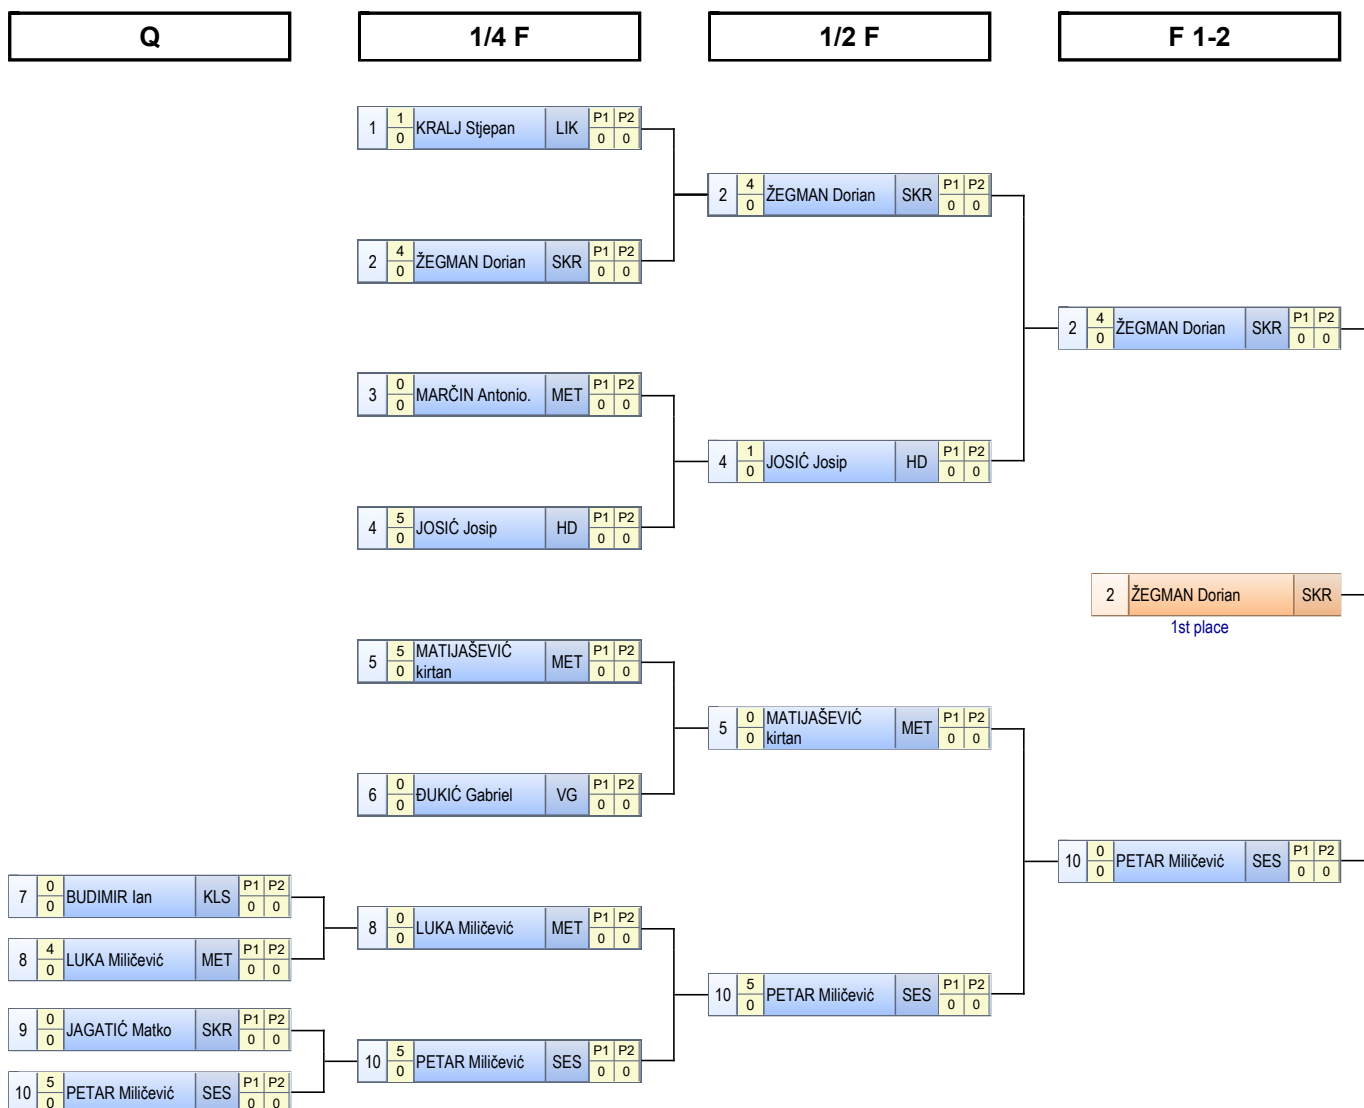 Q 1/4 F 1/2 F F 1-2
1 1 0 KRALJ Stjepan LIK P1 P2 0 0
2 4 0 ŽEGMAN Dorian SKR P1 P2 0 0
2 4 0 ŽEGMAN Dorian SKR P1 P2 0 0
2 4 0 ŽEGMAN Dorian SKR P1 P2 0 0
3 0 0 MARČIN Antonio. MET P1 P2 0 0
4 1 0 JOSIĆ Josip HD P1 P2 0 0
4 5 0 JOSIĆ Josip HD P1 P2 0 0
2 ŽEGMAN Dorian SKR
1st place
5 5 0 MATIJAŠEVIĆ
kirtan MET P1 P2 0 0
5 0 0 MATIJAŠEVIĆ
kirtan MET P1 P2 0 0
6 0 0 ĐUKIĆ Gabriel VG P1 P2 0 0
10 0 0 PETAR Miličević SES P1 P2 0 0
7 0 0 BUDIMIR Ian KLS P1 P2 0 0
8 0 0 LUKA Miličević MET P1 P2 0 0
8 4 0 LUKA Miličević MET P1 P2 0 0
10 5 0 PETAR Miličević SES P1 P2 0 0
9 0 0 JAGATIĆ Matko SKR P1 P2 0 0
10 5 0 PETAR Miličević SES P1 P2 0 0
10 5 0 PETAR Miličević SES P1 P2 0 0